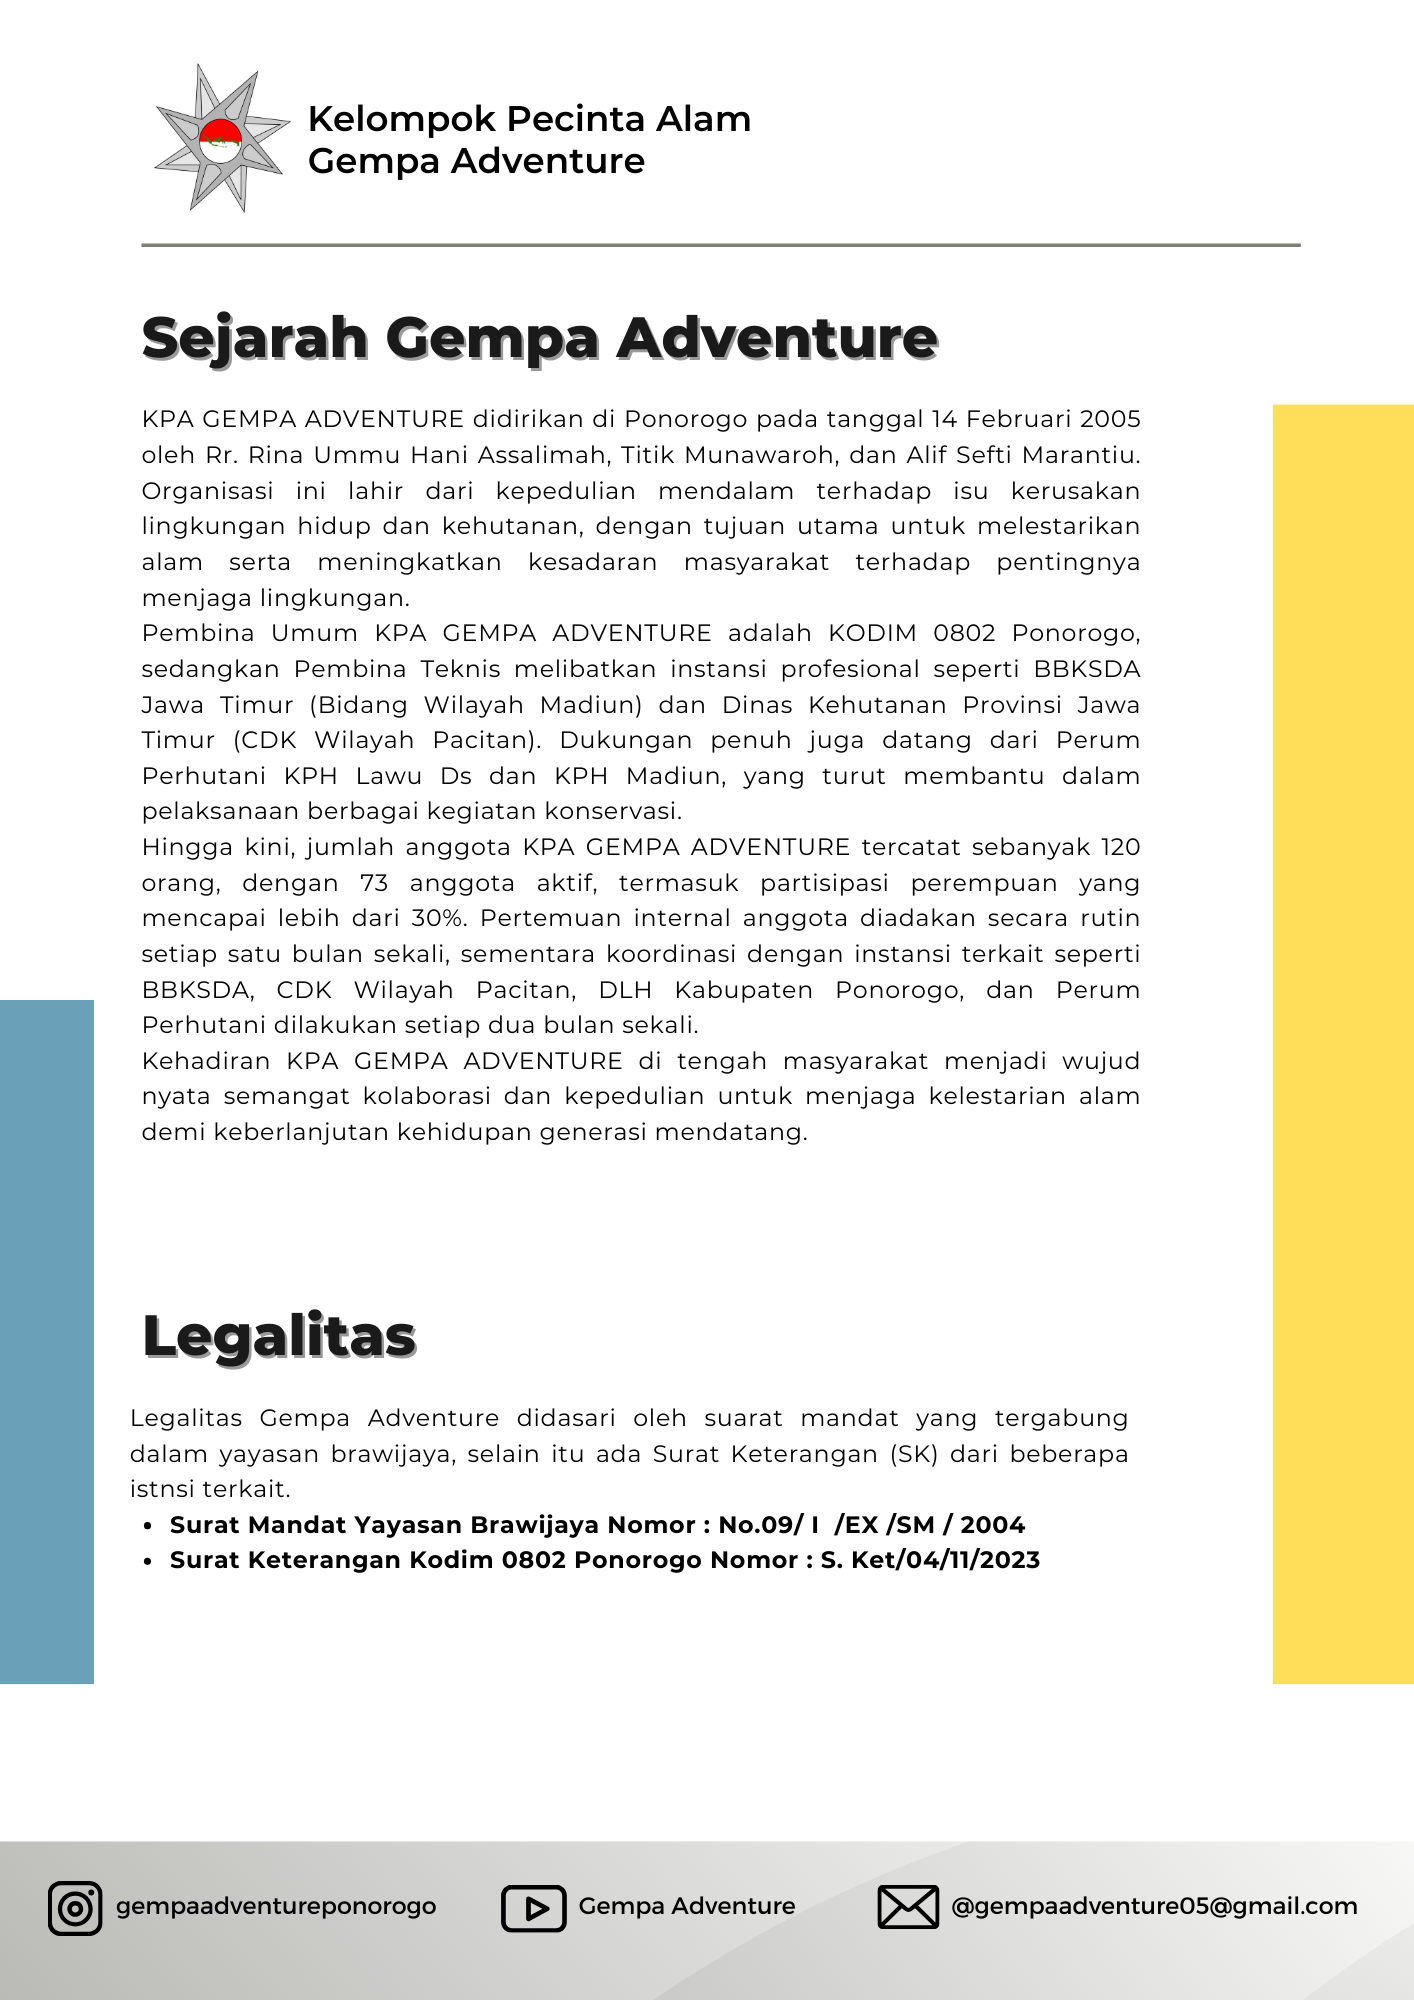 Kelompok Pecinta Alam
Gempa Adventure
Sejarah Gempa Adventure
KPA GEMPA ADVENTURE didirikan di Ponorogo pada tanggal 14 Februari 2005
oleh Rr. Rina Ummu Hani Assalimah, Titik Munawaroh, dan Alif Sefti Marantiu.
Organisasi ini lahir dari kepedulian mendalam terhadap isu kerusakan
lingkungan hidup dan kehutanan, dengan tujuan utama untuk melestarikan
alam serta meningkatkan kesadaran masyarakat terhadap pentingnya
menjaga lingkungan.
Pembina Umum KPA GEMPA ADVENTURE adalah KODIM 0802 Ponorogo,
sedangkan Pembina Teknis melibatkan instansi profesional seperti BBKSDA
Jawa Timur (Bidang Wilayah Madiun) dan Dinas Kehutanan Provinsi Jawa
Timur (CDK Wilayah Pacitan). Dukungan penuh juga datang dari Perum
Perhutani KPH Lawu Ds dan KPH Madiun, yang turut membantu dalam
pelaksanaan berbagai kegiatan konservasi.
Hingga kini, jumlah anggota KPA GEMPA ADVENTURE tercatat sebanyak 120
orang, dengan 73 anggota aktif, termasuk partisipasi perempuan yang
mencapai lebih dari 30%. Pertemuan internal anggota diadakan secara rutin
setiap satu bulan sekali, sementara koordinasi dengan instansi terkait seperti
BBKSDA, CDK Wilayah Pacitan, DLH Kabupaten Ponorogo, dan Perum
Perhutani dilakukan setiap dua bulan sekali.
Kehadiran KPA GEMPA ADVENTURE di tengah masyarakat menjadi wujud
nyata semangat kolaborasi dan kepedulian untuk menjaga kelestarian alam
demi keberlanjutan kehidupan generasi mendatang.
Legalitas
Legalitas Gempa Adventure didasari oleh suarat mandat yang tergabung
dalam yayasan brawijaya, selain itu ada Surat Keterangan (SK) dari beberapa
istnsi terkait.
• Surat Mandat Yayasan Brawijaya Nomor : No.09/ I  /EX /SM / 2004
• Surat Keterangan Kodim 0802 Ponorogo Nomor : S. Ket/04/11/2023
gempaadventureponorogo
Gempa Adventure
@gempaadventure05@gmail.com